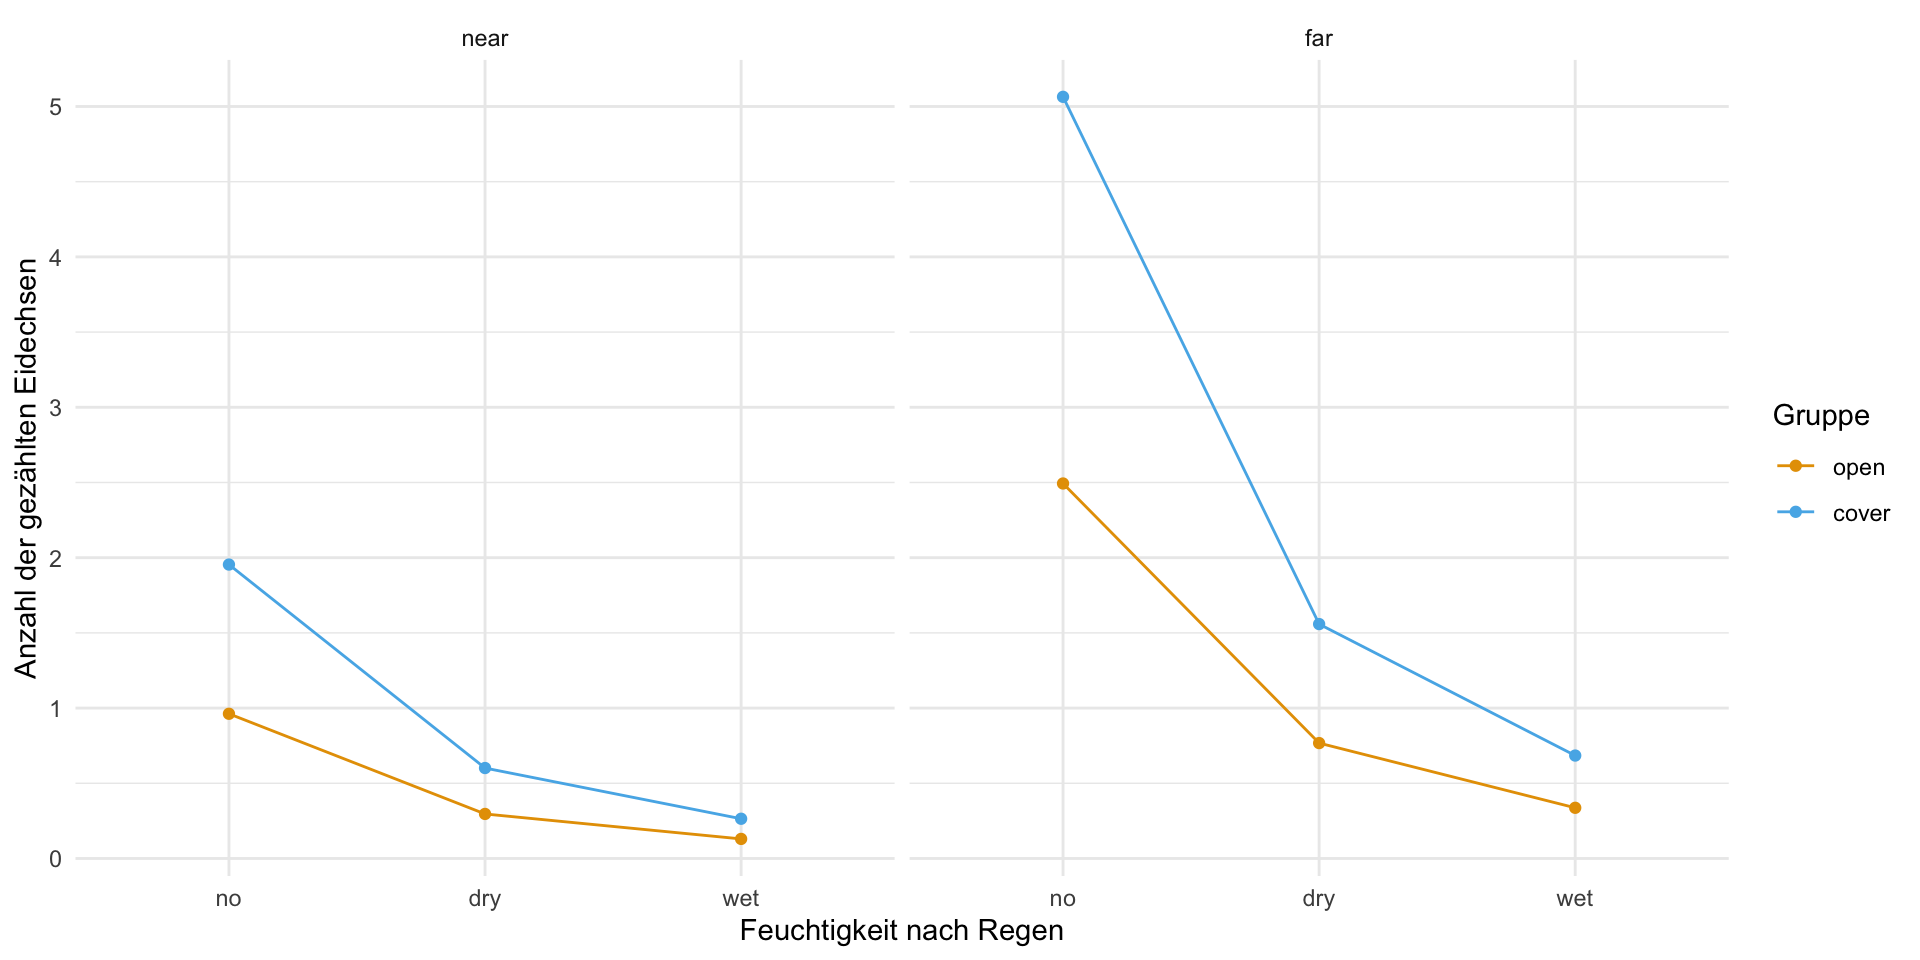 near
far
5
4
3
2
1
0
Anzahl der gezählten Eidechsen
no
dry
wet
no
dry
wet
Feuchtigkeit nach Regen
Gruppe
open
cover